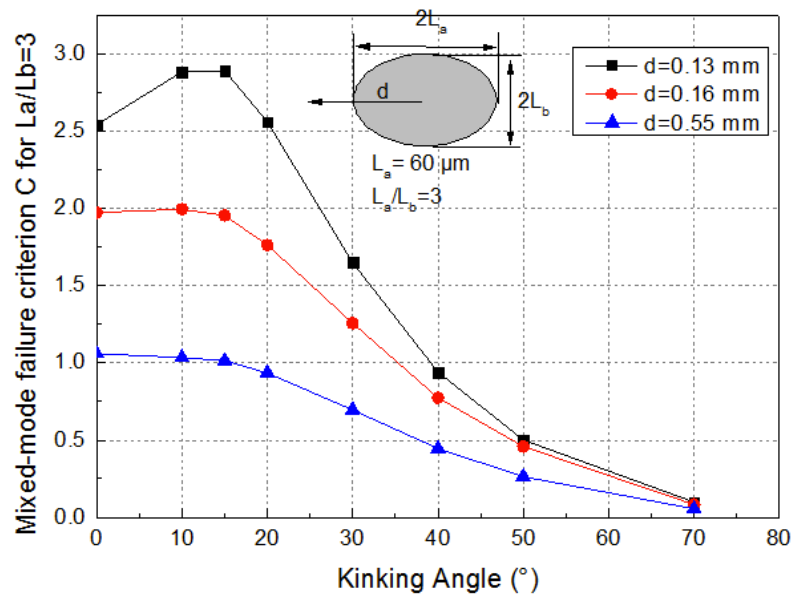 Mixed-mode failure criterion C for La/Lb=3
3.0
2.5
2.0
1.5
1.0
0.5
0.0
2Lₐ
d
2L_b
Lₐ= 60 µm
Lₐ/L_b=3
d=0.13 mm
d=0.16 mm
d=0.55 mm
0 10 20 30 40 50 60 70 80
Kinking Angle (°)